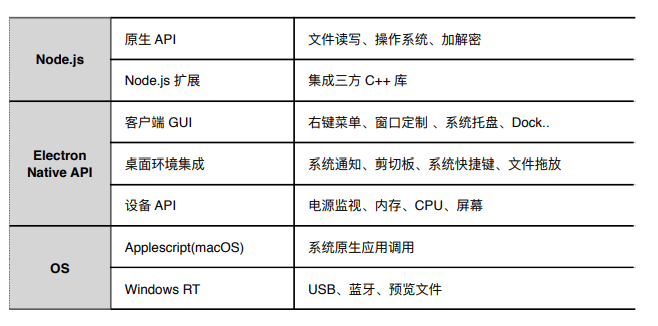 Node.js
原生 API
文件读写、操作系统、加解密
Node.js 扩展
集成三方 C++ 库
Electron
Native API
客户端 GUI
右键菜单、窗口定制 、系统托盘、Dock..
桌面环境集成
系统通知、剪切板、系统快捷键、文件拖放
设备 API
电源监视、内存、CPU、屏幕
OS
Applescript(macOS)
系统原生应用调用
Windows RT
USB、蓝牙、预览文件